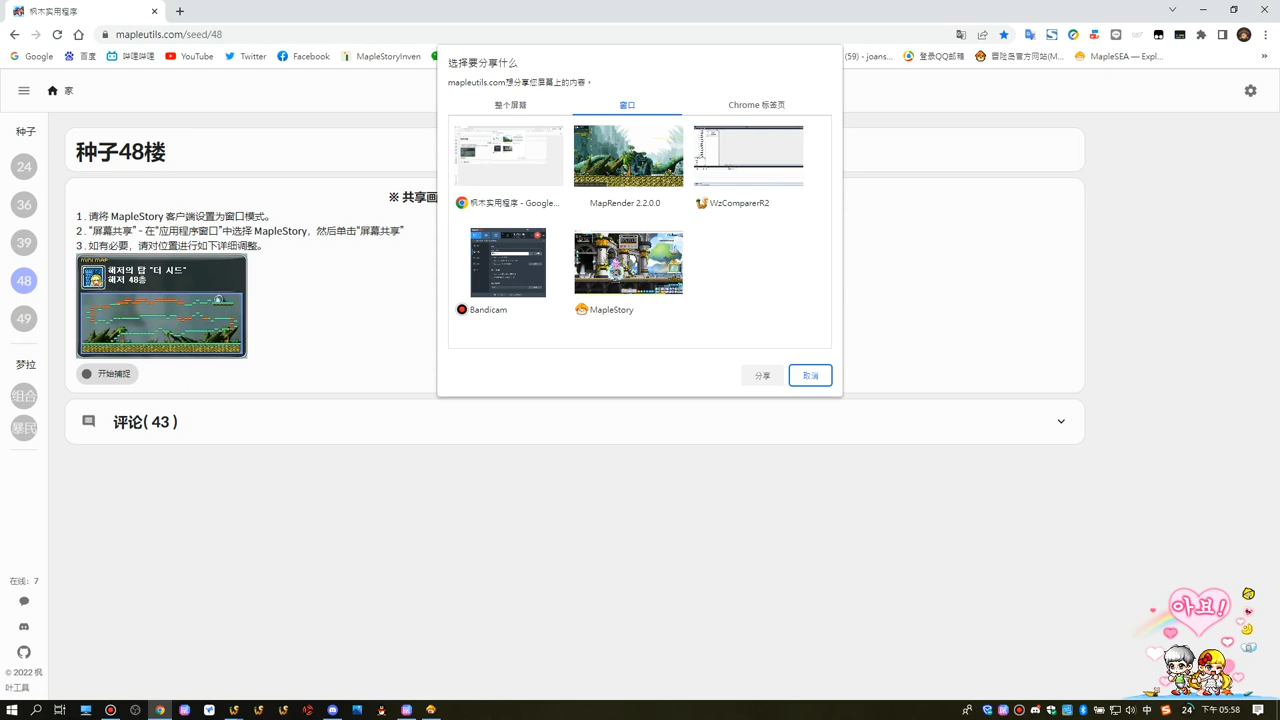 枫木实用程序
mapleutils.com/seed/48
Google
百度
哔哩哔哩
YouTube
Twitter
Facebook
MapleStoryInven
(59) - joans...
登录QQ邮箱
冒险岛官方网站(M...
MapleSEA — Expl...
选择要分享什么
mapleutils.com想分享您屏幕上的内容。
整个屏幕
窗口
Chrome 标签页
枫木实用程序 - Google...
MapRender 2.2.0.0
WzComparerR2
Bandicam
MapleStory
分享
取消
家
种子
24
36
39
48
49
梦拉
组合
暴民
在线: 7
© 2022 枫
叶工具
种子48楼
※ 共享画
1 . 请将 MapleStory 客户端设置为窗口模式。
2 . “屏幕共享” - 在“应用程序窗口”中选择 MapleStory，然后单击“屏幕共享”
3 . 如有必要，请对位置进行如下详细调整。
MINI MAP
헤저의 탑 "더 시드"
헤저 48층
开始捕捉
评论( 43 )
아뵤!
中
24°
下午 05:58